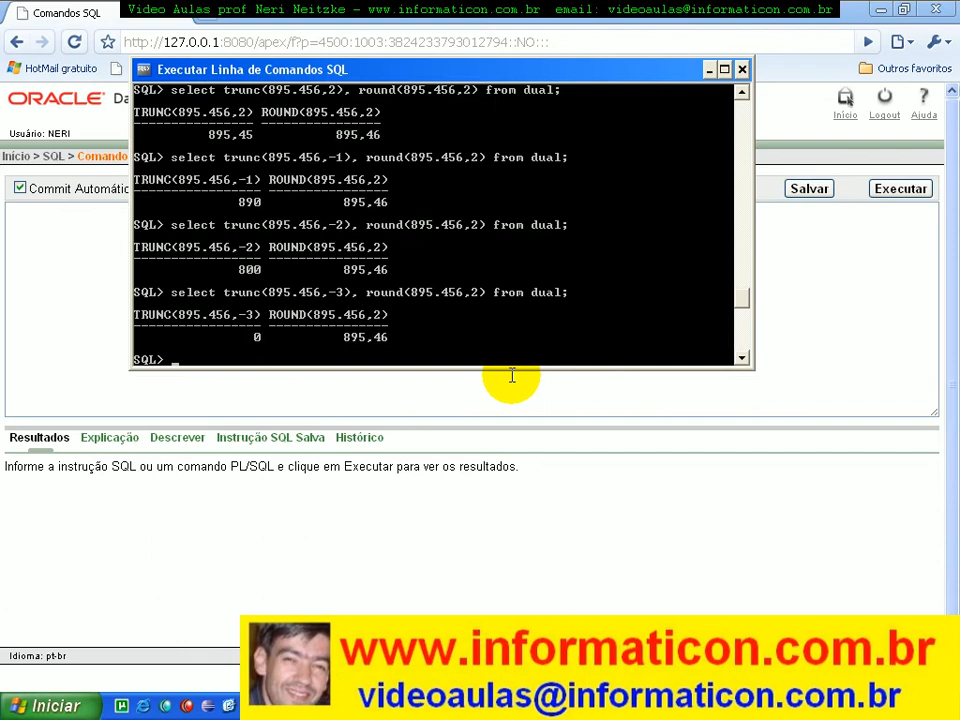 Video Aulas prof Neri Neitzke - www.informaticon.com.br  email: videoaulas@informaticon.com.br
Comandos SQL
http://127.0.0.1:8080/apex/f?p=4500:1003:3824233793012794::NO:::
HotMail gratuito
Outros favoritos
Executar Linha de Comandos SQL
ORACLE Da
Início Logout Ajuda
Usuário: NERI
Início > SQL > Comando
Commit Automátic
Salvar Executar
SQL> select trunc(895.456,2), round(895.456,2) from dual;
TRUNC(895.456,2) ROUND(895.456,2)
---------------- ----------------
895,45 895,46
SQL> select trunc(895.456,-1), round(895.456,2) from dual;
TRUNC(895.456,-1) ROUND(895.456,2)
----------------- ----------------
890 895,46
SQL> select trunc(895.456,-2), round(895.456,2) from dual;
TRUNC(895.456,-2) ROUND(895.456,2)
----------------- ----------------
800 895,46
SQL> select trunc(895.456,-3), round(895.456,2) from dual;
TRUNC(895.456,-3) ROUND(895.456,2)
----------------- ----------------
0 895,46
SQL> _
Resultados Explicação Descrever Instrução SQL Salva Histórico
Informe a instrução SQL ou um comando PL/SQL e clique em Executar para ver os resultados.
Idioma: pt-br
www.informaticon.com.br
videoaulas@informaticon.com.br
Iniciar